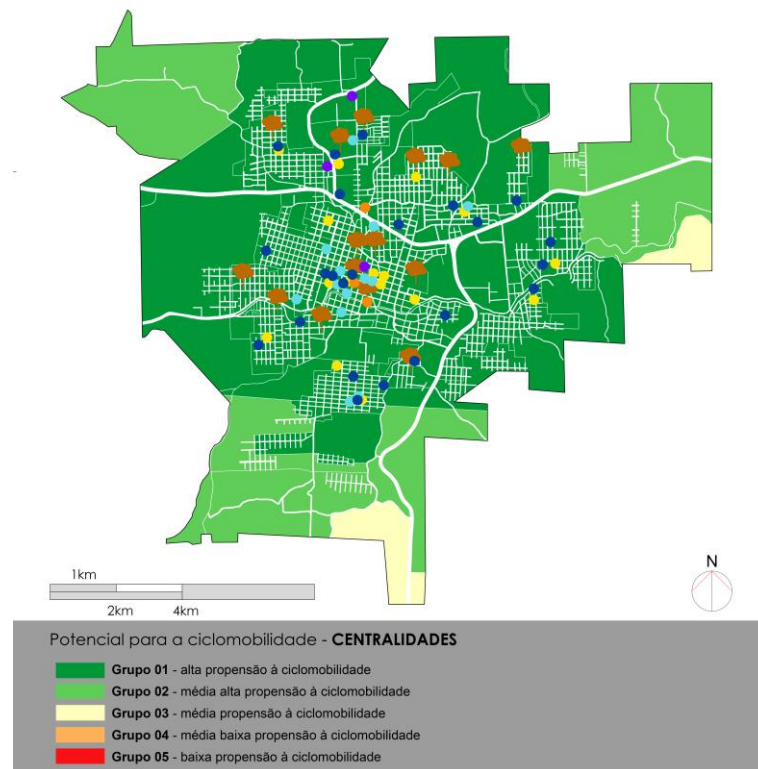 N
1km
2km 4km
Potencial para a ciclomobilidade - CENTRALIDADES
Grupo 01 - alta propensão à ciclomobilidade
Grupo 02 - média alta propensão à ciclomobilidade
Grupo 03 - média propensão à ciclomobilidade
Grupo 04 - média baixa propensão à ciclomobilidade
Grupo 05 - baixa propensão à ciclomobilidade